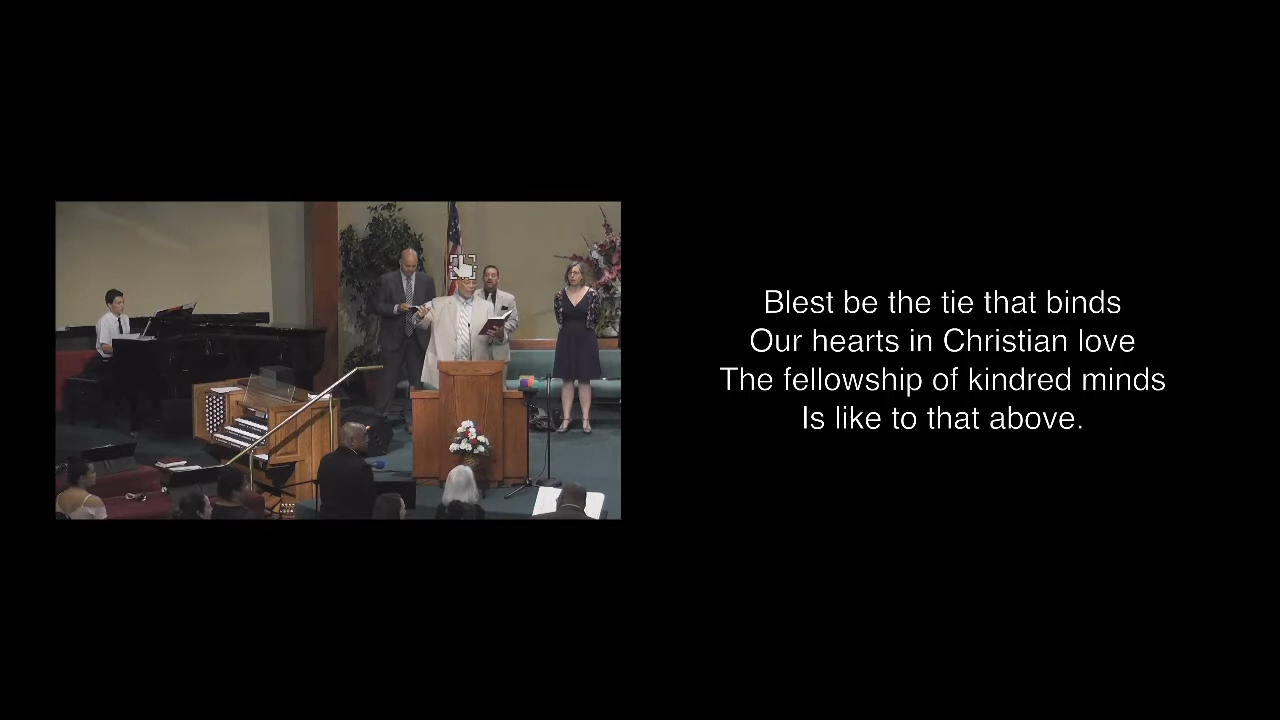 Blest be the tie that binds
Our hearts in Christian love
The fellowship of kindred minds
Is like to that above.